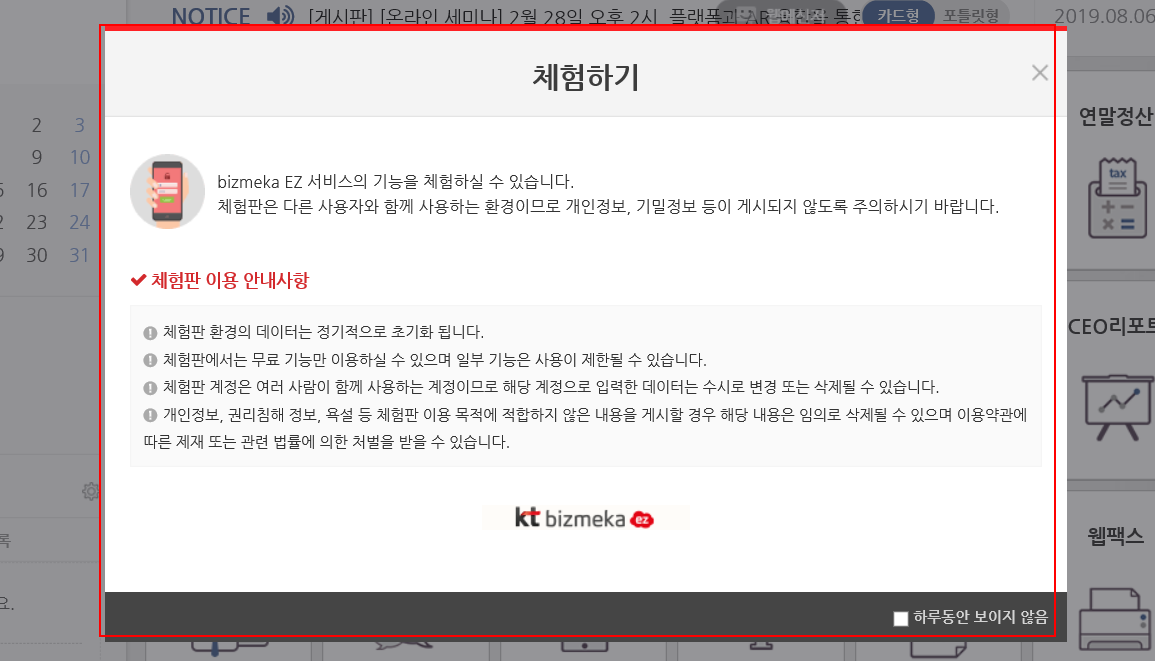 NOTICE [게시판] [온라인 세미나] 2월 28일 오후 2시 플랫폼과 통합
카드형 포틀릿형 2019.08.06
체험하기
2 3
9 10
16 17
23 24
30 31
bizmeka EZ 서비스의 기능을 체험하실 수 있습니다.
체험판은 다른 사용자와 함께 사용하는 환경이므로 개인정보, 기밀정보 등이 게시되지 않도록 주의하시기 바랍니다.
체험판 이용 안내사항
체험판 환경의 데이터는 정기적으로 초기화 됩니다.
체험판에서는 무료 기능만 이용하실 수 있으며 일부 기능은 사용이 제한될 수 있습니다.
체험판 계정은 여러 사람이 함께 사용하는 계정이므로 해당 계정으로 입력한 데이터는 수시로 변경 또는 삭제될 수 있습니다.
개인정보, 권리침해 정보, 욕설 등 체험판 이용 목적에 적합하지 않은 내용을 게시할 경우 해당 내용은 임의로 삭제될 수 있으며 이용약관에
따른 제재 또는 관련 법률에 의한 처벌을 받을 수 있습니다.
kt bizmeka ez
하루동안 보이지 않음
연말정산
tax
CEO리포트
웹팩스
록
요.